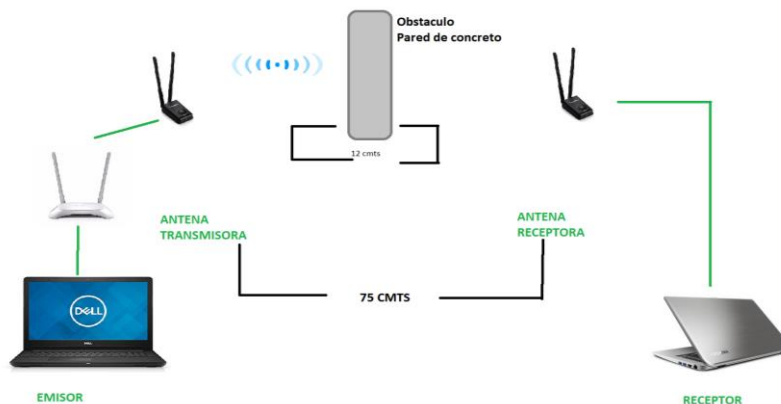 Obstaculo
Pared de concreto
12 cmts
ANTENA
TRANSMISORA
ANTENA
RECEPTORA
75 CMTS
DELL
EMISOR
RECEPTOR